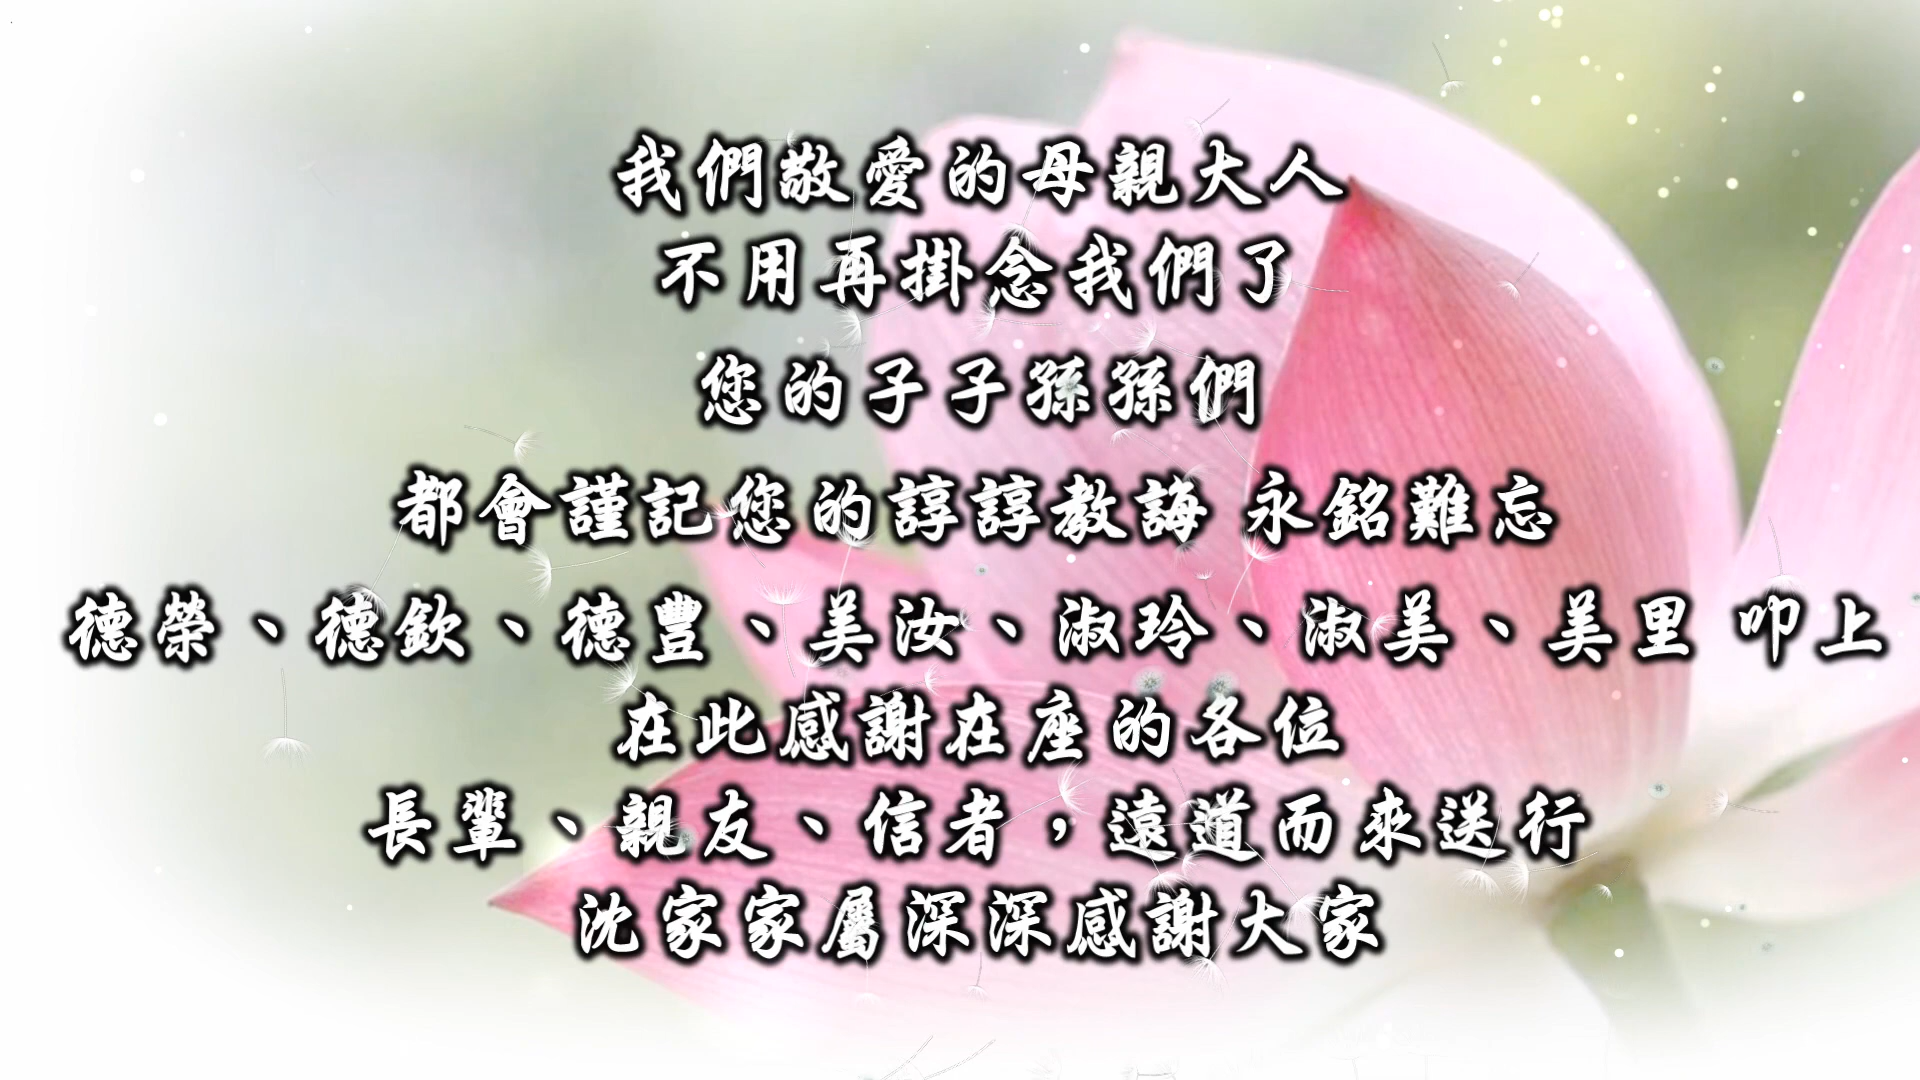 我們敬愛的母親大人
不用再掛念我們了
您的子子孫孫們
都會謹記您的諄諄教誨 永銘難忘
德榮、德欽、德豐、美汝、淑玲、淑美、美里 叩上
在此感謝在座的各位
長輩、親友、信者，遠道而來送行
沈家家屬深深感謝大家